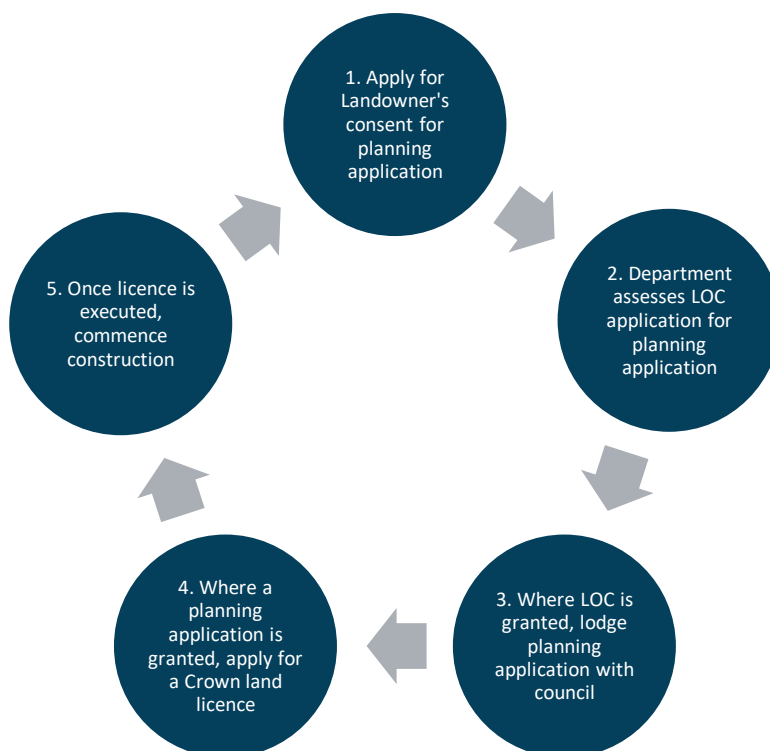 1. Apply for
Landowner's
consent for
planning
application
2. Department
assesses LOC
application for
planning
application
3. Where LOC is
granted, lodge
planning
application with
council
4. Where a
planning
application is
granted, apply for
a Crown land
licence
5. Once licence is
executed,
commence
construction